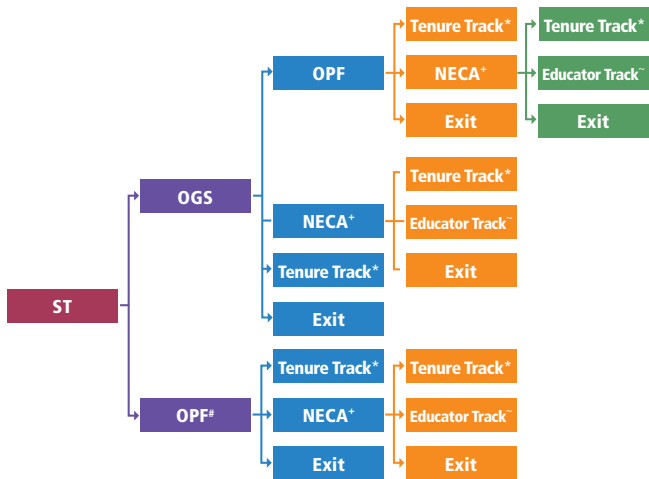 Tenure Track*
Tenure Track*
OPF
NECA⁺
Educator Track~
Exit
Exit
Tenure Track*
OGS
NECA⁺
Educator Track~
Tenure Track*
Exit
ST
Exit
Tenure Track*
Tenure Track*
OPF#
NECA⁺
Educator Track~
Exit
Exit